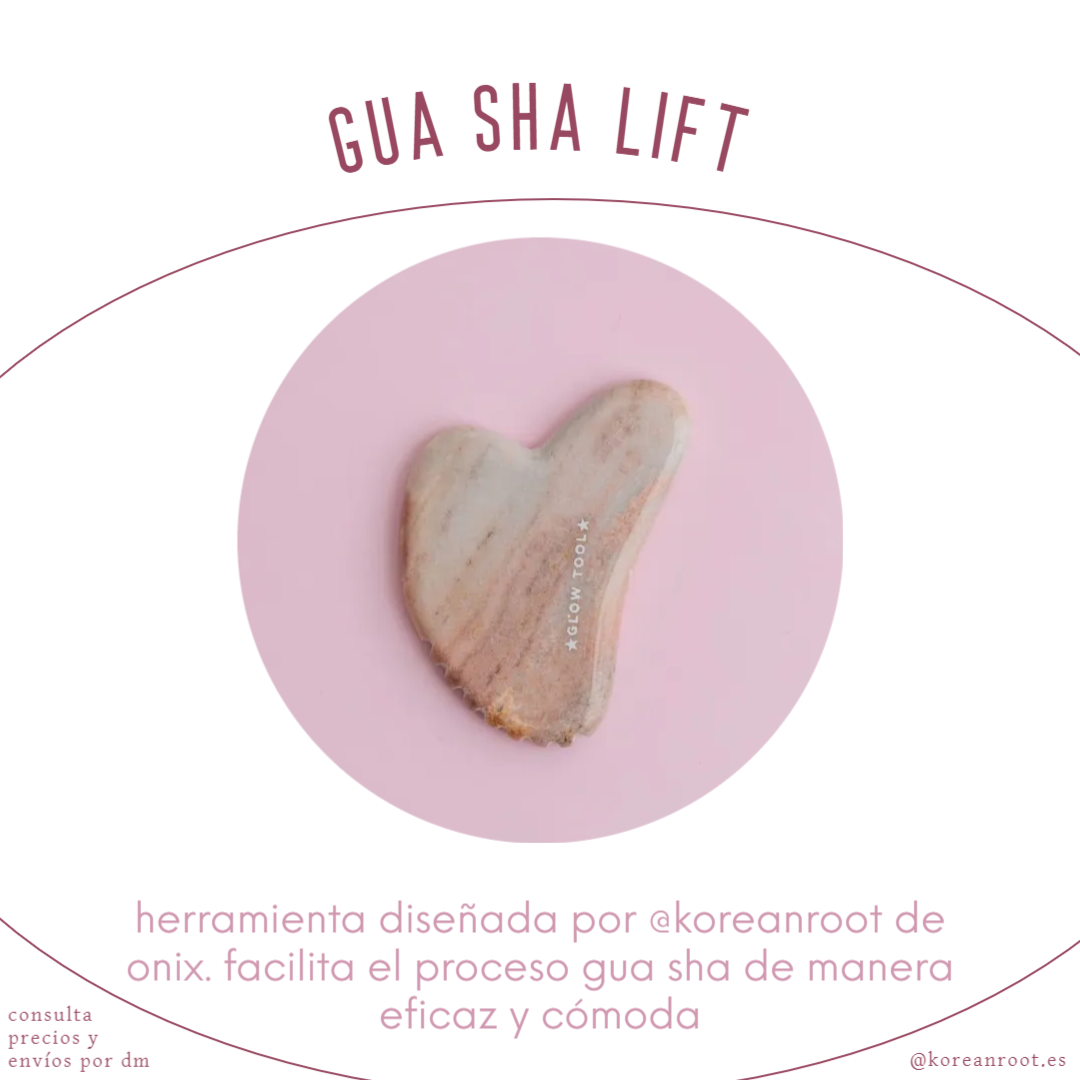 GUA SHA LIFT
★GLOW TOOL★
herramienta diseñada por @koreanroot de
onix. facilita el proceso gua sha de manera
eficaz y cómoda
consulta
precios y
envíos por dm
@koreanroot.es